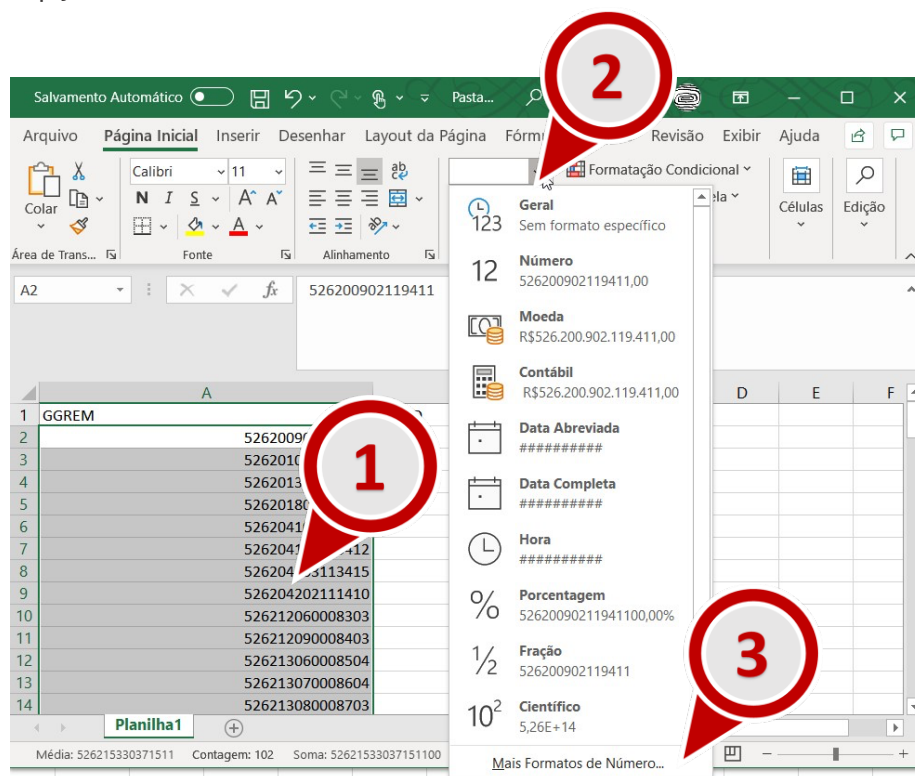 2
Salvamento Automático Pasta...
Arquivo Página Inicial Inserir Desenhar Layout da Página Revisão Exibir Ajuda
Calibri 11 ab Formatação Condicional
Colar N I S A A Células Edição
Área de Trans... Fonte Alinhamento
A2 fx 526200902119411
Geral
Sem formato específico
123
Número
12
526200902119411,00
Moeda
R$526.200.902.119.411,00
Contábil
R$526.200.902.119.411,00
Data Abreviada
##########
Data Completa
##########
Hora
##########
Porcentagem
%
52620090211941100,00%
Fração
1/2
526200902119411
Científico
10²
5,26E+14
Mais Formatos de Número...
A D E F
1 GGREM
2
3
4
5
6
7
8
9 526204202111410
10 526212060008303
11 526212090008403
12 526213060008504
13 526213070008604
14 526213080008703
1
3
Planilha1
Média: 526215330371511 Contagem: 102 Soma: 52621533037151100